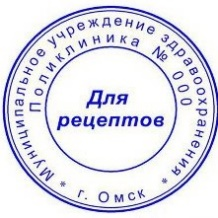 * Муниципальное учреждение здравоохранения *
Поликлиника № 000
Для
рецептов
г. Омск